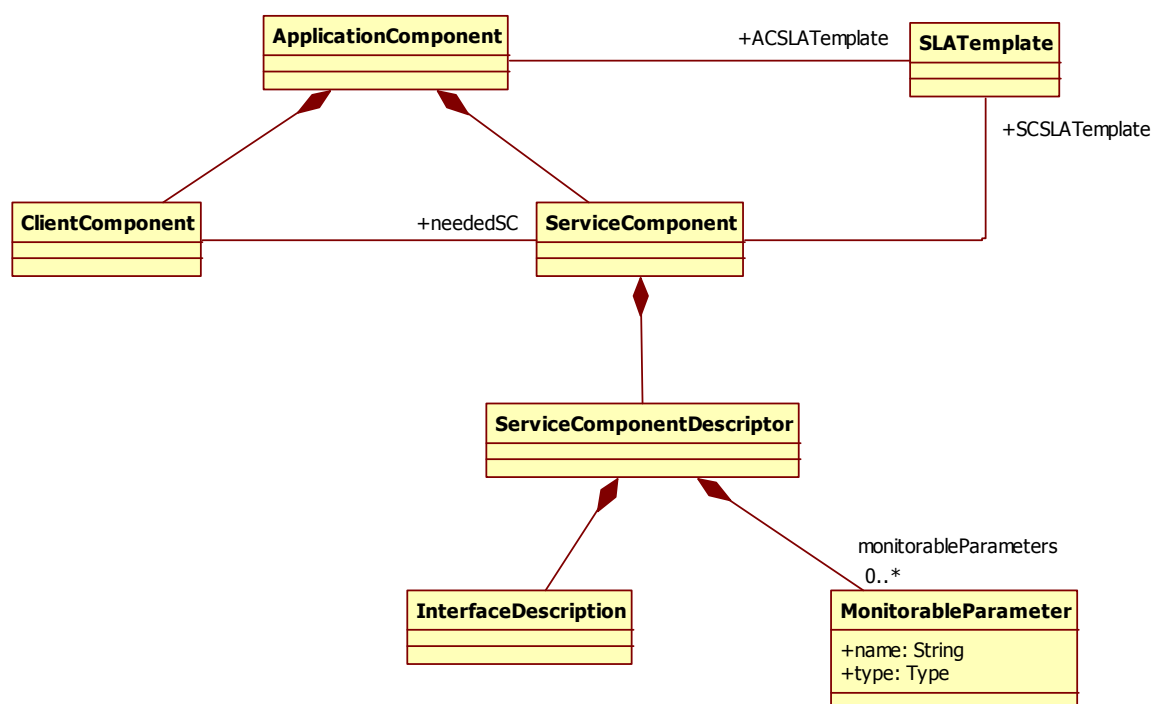 ApplicationComponent
+ACSLATemplate
SLATemplate
+SCSLATemplate
ClientComponent
+neededSC
ServiceComponent
ServiceComponentDescriptor
monitorableParameters
0..*
InterfaceDescription
MonitorableParameter
+name: String
+type: Type